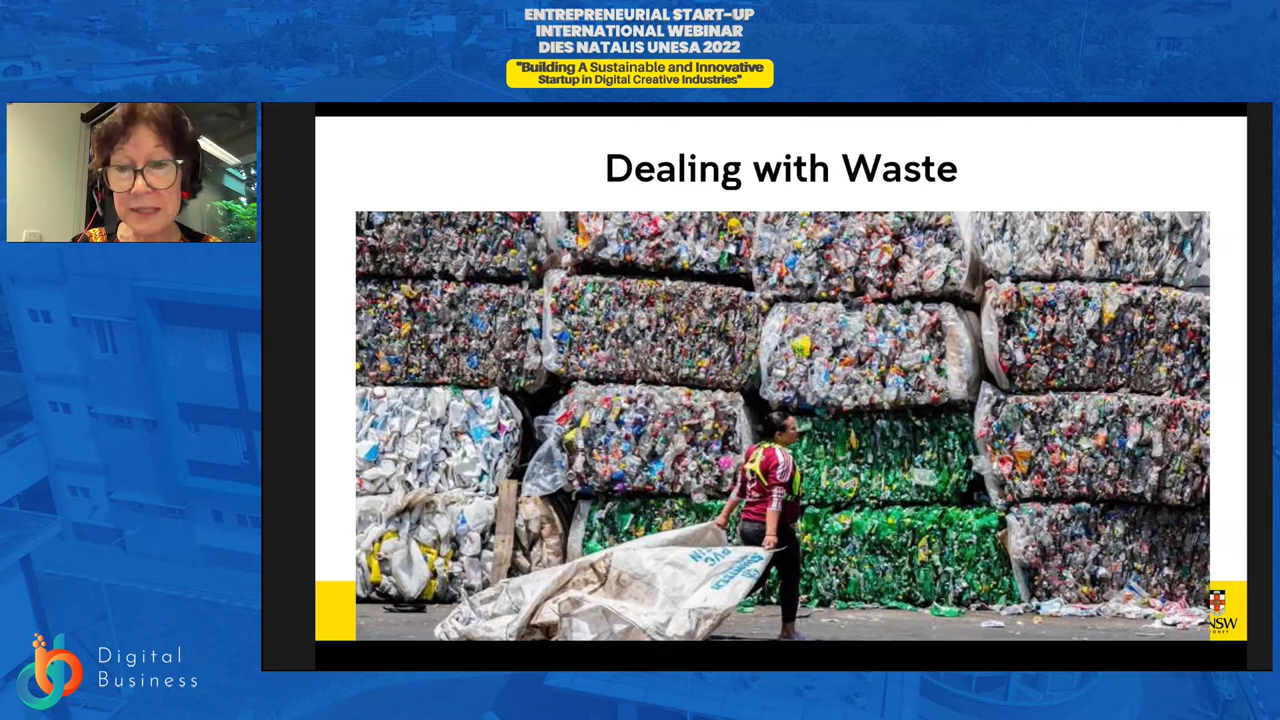 ENTREPRENEURIAL START-UP
INTERNATIONAL WEBINAR
DIES NATALIS UNESA 2022
"Building A Sustainable and Innovative
Startup in Digital Creative Industries"
Dealing with Waste
PVC
Digital
Business